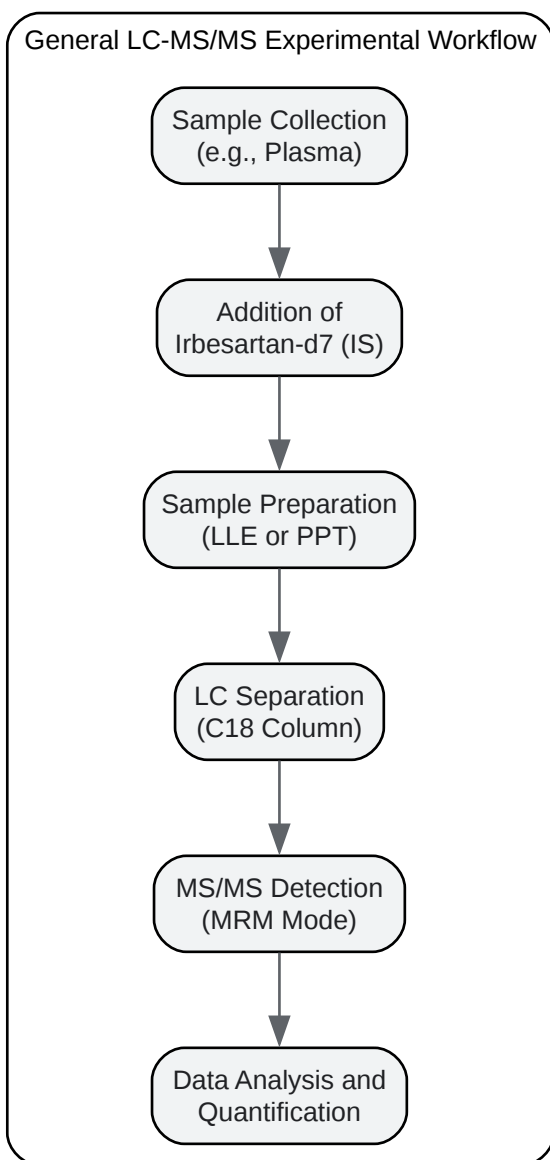 General LC-MS/MS Experimental Workflow
Sample Collection
(e.g., Plasma)
Addition of
Irbesartan-d7 (IS)
Sample Preparation
(LLE or PPT)
LC Separation
(C18 Column)
MS/MS Detection
(MRM Mode)
Data Analysis and
Quantification